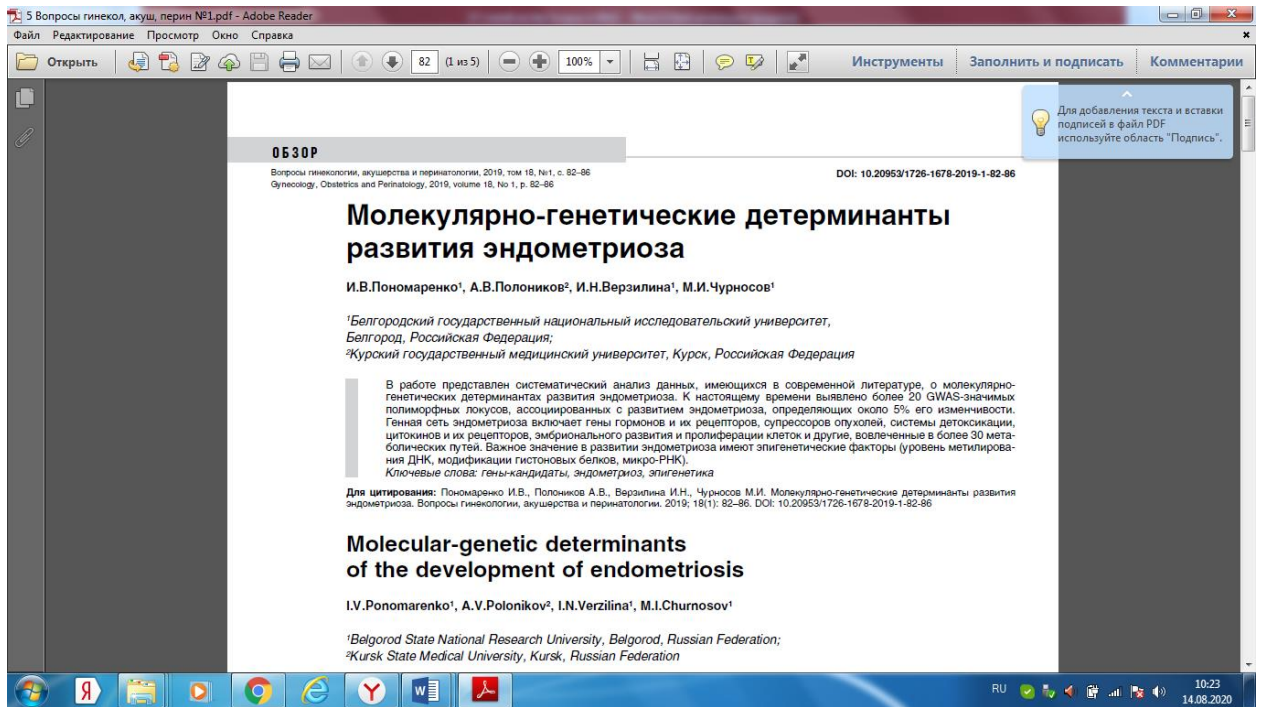 5 Вопросы гинекол, акуш, перин №1.pdf - Adobe Reader
Файл Редактирование Просмотр Окно Справка
Открыть 82 (1 из 5) 100% Инструменты Заполнить и подписать Комментарии
Для добавления текста и вставки
подписей в файл PDF
используйте область "Подпись".
ОБЗОР
Вопросы гинекологии, акушерства и перинатологии, 2019, том 18, №1, с. 82–86
Gynecology, Obstetrics and Perinatology, 2019, volume 18, No 1, p. 82–86
DOI: 10.20953/1726-1678-2019-1-82-86
Молекулярно-генетические детерминанты
развития эндометриоза
И.В.Пономаренко¹, А.В.Полоников², И.Н.Верзилина¹, М.И.Чурносов¹
¹Белгородский государственный национальный исследовательский университет,
Белгород, Российская Федерация;
²Курский государственный медицинский университет, Курск, Российская Федерация
В работе представлен систематический анализ данных, имеющихся в современной литературе, о молекулярно-
генетических детерминантах развития эндометриоза. К настоящему времени выявлено более 20 GWAS-значимых
полиморфных локусов, ассоциированных с развитием эндометриоза, определяющих около 5% его изменчивости.
Генная сеть эндометриоза включает гены гормонов и их рецепторов, супрессоров опухолей, системы детоксикации,
цитокинов и их рецепторов, эмбрионального развития и пролиферации клеток и другие, вовлеченные в более 30 мета-
болических путей. Важное значение в развитии эндометриоза имеют эпигенетические факторы (уровень метилирова-
ния ДНК, модификации гистоновых белков, микро-РНК).
Ключевые слова: гены-кандидаты, эндометриоз, эпигенетика
Для цитирования: Пономаренко И.В., Полоников А.В., Верзилина И.Н., Чурносов М.И. Молекулярно-генетические детерминанты развития
эндометриоза. Вопросы гинекологии, акушерства и перинатологии. 2019; 18(1): 82–86. DOI: 10.20953/1726-1678-2019-1-82-86
Molecular-genetic determinants
of the development of endometriosis
I.V.Ponomarenko¹, A.V.Polonikov², I.N.Verzilina¹, M.I.Churnosov¹
¹Belgorod State National Research University, Belgorod, Russian Federation;
²Kursk State Medical University, Kursk, Russian Federation
RU
10:23
14.08.2020